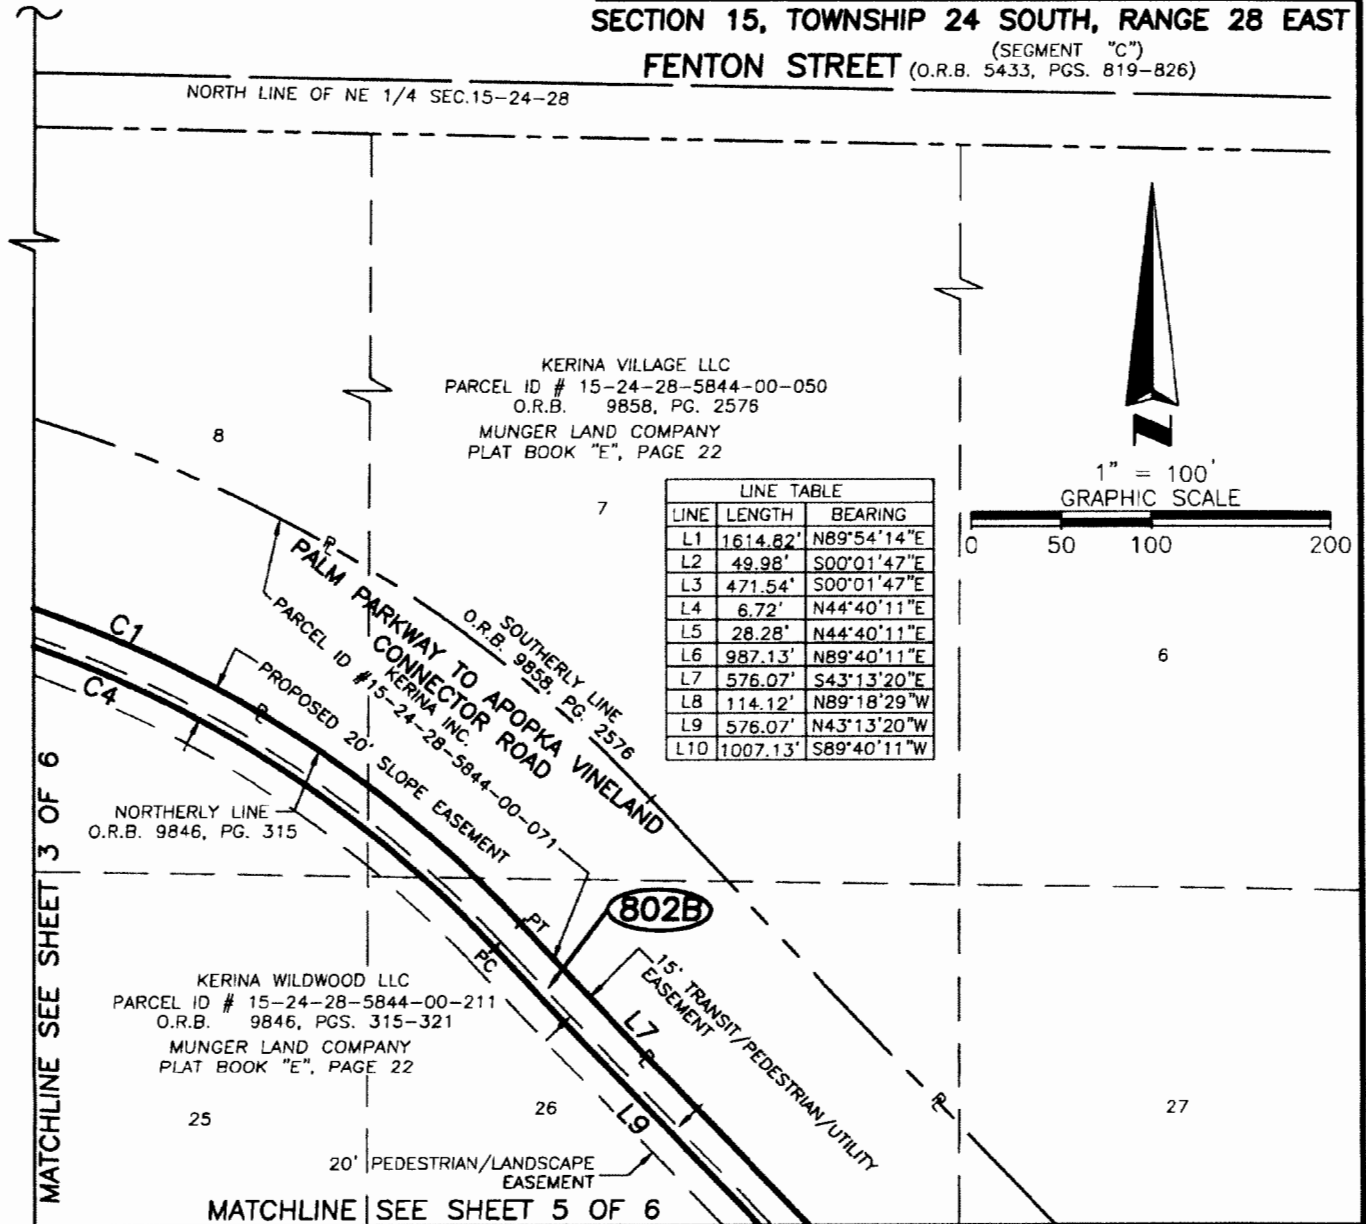 SECTION 15, TOWNSHIP 24 SOUTH, RANGE 28 EAST
FENTON STREET (SEGMENT "C")
(O.R.B. 5433, PGS. 819-826)
NORTH LINE OF NE 1/4 SEC.15-24-28
KERINA VILLAGE LLC
PARCEL ID # 15-24-28-5844-00-050
O.R.B. 9858, PG. 2576
MUNGER LAND COMPANY
PLAT BOOK "E", PAGE 22
8
7
6
1" = 100'
GRAPHIC SCALE
0 50 100 200
LINE TABLE
LINE LENGTH BEARING
L1 1614.82' N89°54'14"E
L2 49.98' S00°01'47"E
L3 471.54' S00°01'47"E
L4 6.72' N44°40'11"E
L5 28.28' N44°40'11"E
L6 987.13' N89°40'11"E
L7 576.07' S43°13'20"E
L8 114.12' N89°18'29"W
L9 576.07' N43°13'20"W
L10 1007.13' S89°40'11"W
PL
SOUTHERLY LINE
O.R.B. 9858, PG. 2576
PALM PARKWAY TO APOPKA VINELAND
CONNECTOR ROAD
KERINA INC.
PARCEL ID #15-24-28-5844-00-071
PROPOSED 20' SLOPE EASEMENT
C1
C4
PL
NORTHERLY LINE
O.R.B. 9846, PG. 315
MATCHLINE SEE SHEET 3 OF 6
802B
PT
PC
15' TRANSIT/PEDESTRIAN/UTILITY
EASEMENT
L7
PL
L9
PL
KERINA WILDWOOD LLC
PARCEL ID # 15-24-28-5844-00-211
O.R.B. 9846, PGS. 315-321
MUNGER LAND COMPANY
PLAT BOOK "E", PAGE 22
25
26
27
20' PEDESTRIAN/LANDSCAPE
EASEMENT
MATCHLINE SEE SHEET 5 OF 6